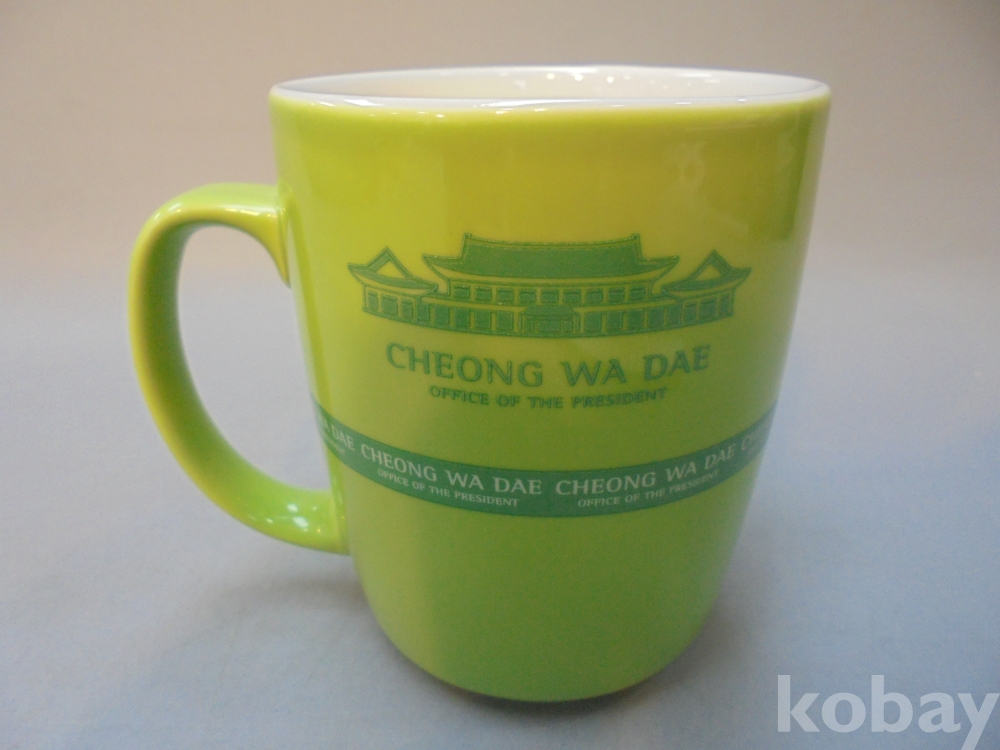 CHEONG WA DAE
OFFICE OF THE PRESIDENT
DAE CHEONG WA DAE CHEONG WA DAE
OFFICE OF THE PRESIDENT OFFICE OF THE PRESIDENT
kobay